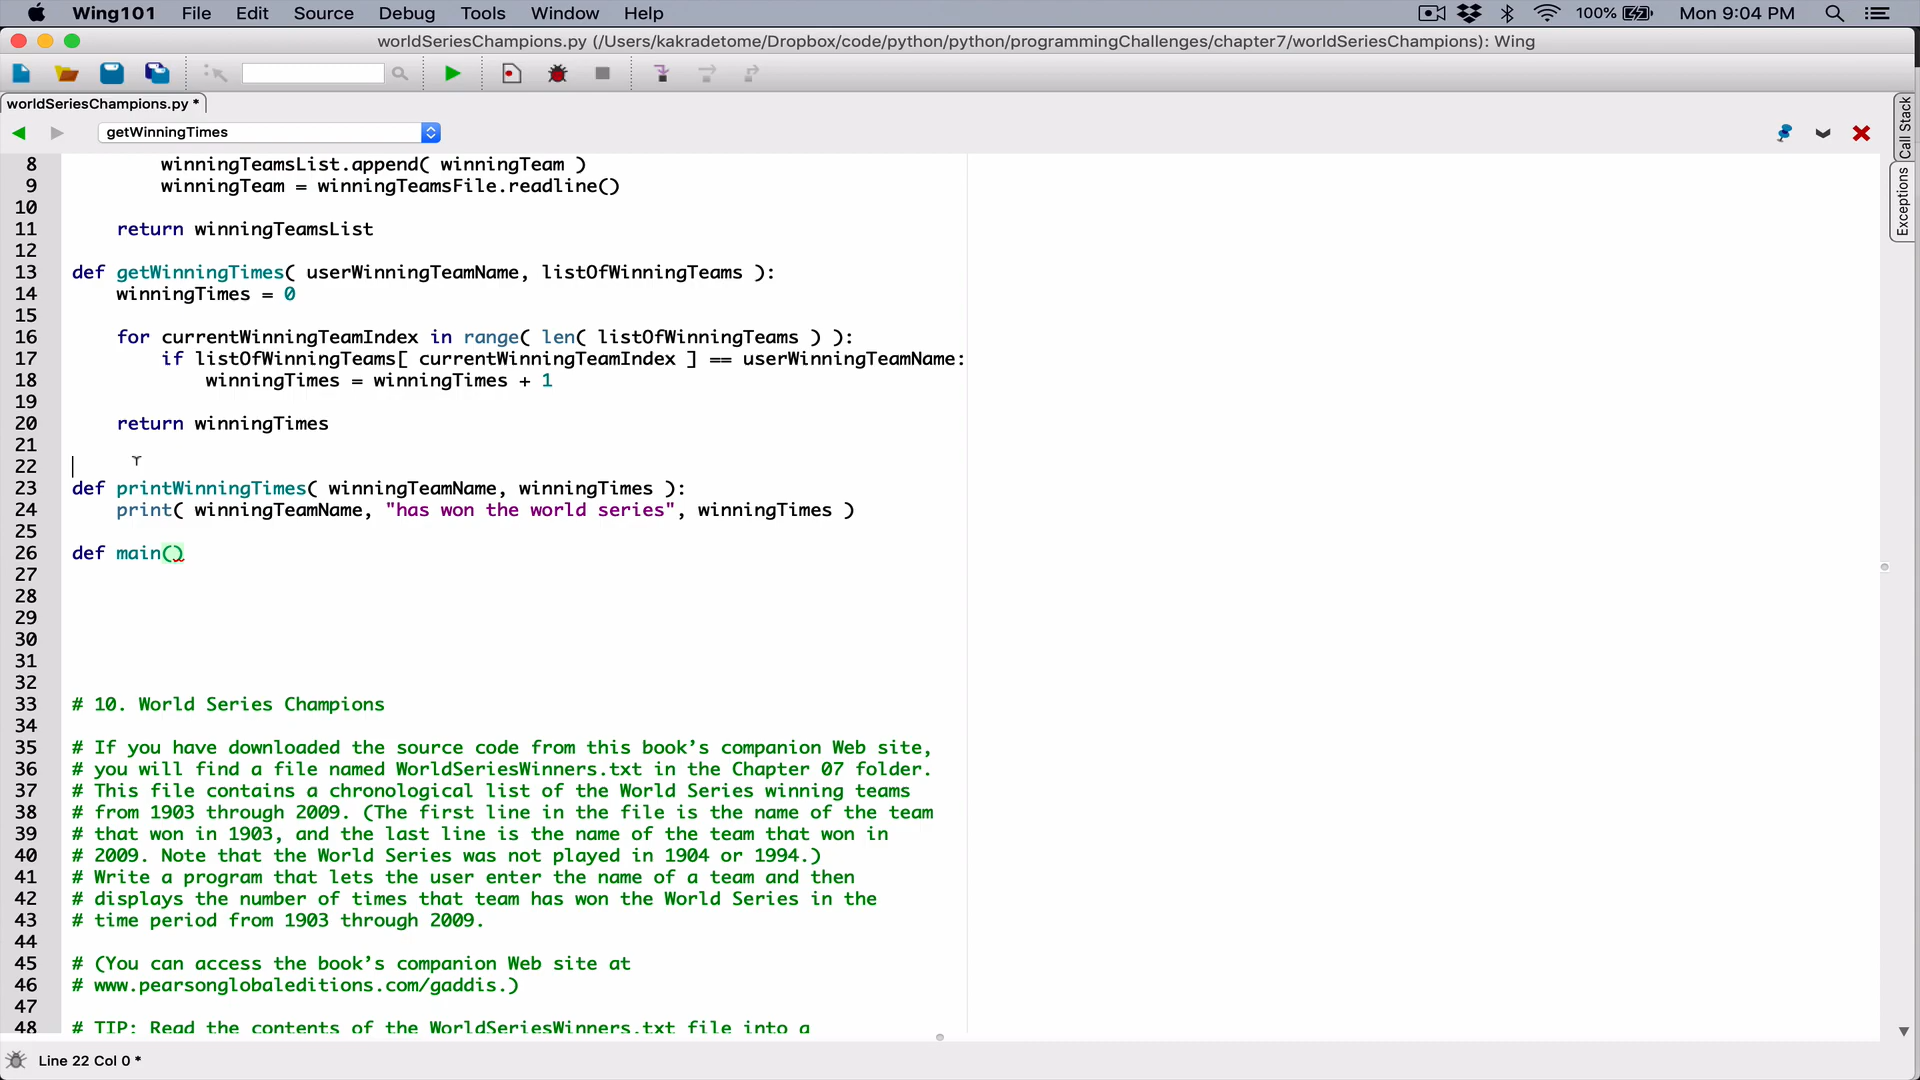 Wing101 File Edit Source Debug Tools Window Help 100% Mon 9:04 PM
worldSeriesChampions.py (/Users/kakradetome/Dropbox/code/python/python/programmingChallenges/chapter7/worldSeriesChampions): Wing
worldSeriesChampions.py *
getWinningTimes
Call Stack
Exceptions
8 winningTeamsList.append( winningTeam )
9 winningTeam = winningTeamsFile.readline()
10
11 return winningTeamsList
12
13 def getWinningTimes( userWinningTeamName, listOfWinningTeams ):
14 winningTimes = 0
15
16 for currentWinningTeamIndex in range( len( listOfWinningTeams ) ):
17 if listOfWinningTeams[ currentWinningTeamIndex ] == userWinningTeamName:
18 winningTimes = winningTimes + 1
19
20 return winningTimes
21
22
23 def printWinningTimes( winningTeamName, winningTimes ):
24 print( winningTeamName, "has won the world series", winningTimes )
25
26 def main()
27
28
29
30
31
32
33 # 10. World Series Champions
34
35 # If you have downloaded the source code from this book’s companion Web site,
36 # you will find a file named WorldSeriesWinners.txt in the Chapter 07 folder.
37 # This file contains a chronological list of the World Series winning teams
38 # from 1903 through 2009. (The first line in the file is the name of the team
39 # that won in 1903, and the last line is the name of the team that won in
40 # 2009. Note that the World Series was not played in 1904 or 1994.)
41 # Write a program that lets the user enter the name of a team and then
42 # displays the number of times that team has won the World Series in the
43 # time period from 1903 through 2009.
44
45 # (You can access the book’s companion Web site at
46 # www.pearsonglobaleditions.com/gaddis.)
47
48 # TIP: Read the contents of the WorldSeriesWinners.txt file into a
Line 22 Col 0 *